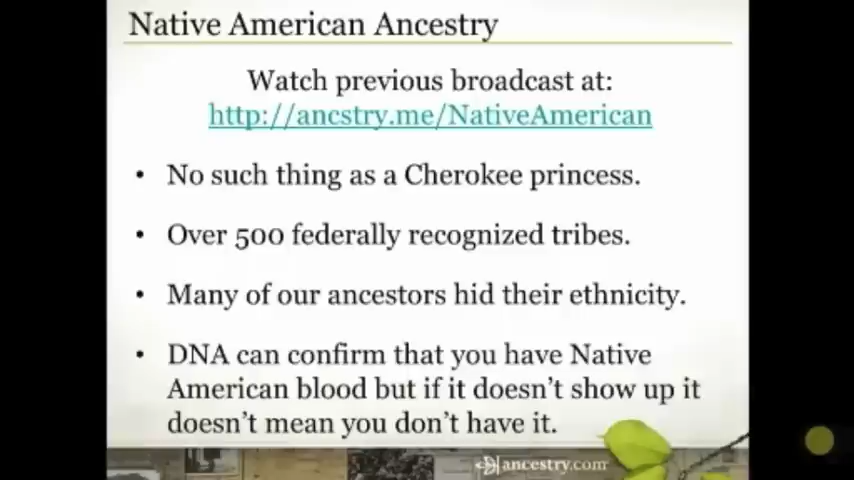 Native American Ancestry
Watch previous broadcast at:
http://ancstry.me/NativeAmerican
• No such thing as a Cherokee princess.
• Over 500 federally recognized tribes.
• Many of our ancestors hid their ethnicity.
• DNA can confirm that you have Native
American blood but if it doesn't show up it
doesn't mean you don't have it.
ancestry.com